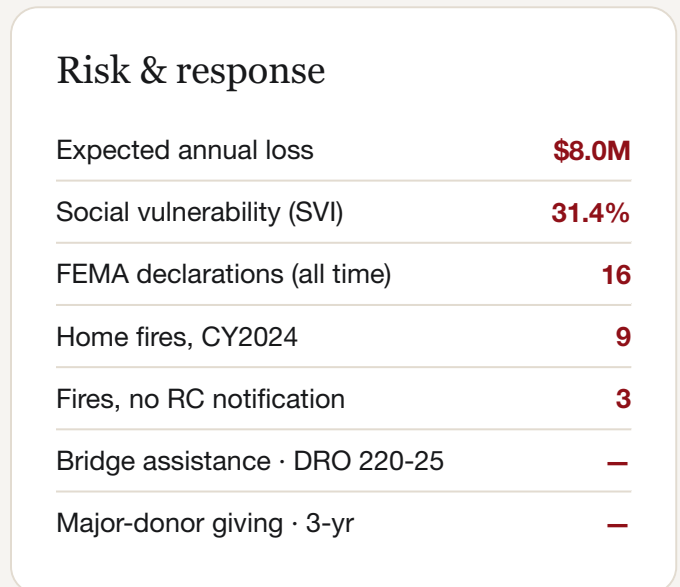 Risk & response
Expected annual loss $8.0M
Social vulnerability (SVI) 31.4%
FEMA declarations (all time) 16
Home fires, CY2024 9
Fires, no RC notification 3
Bridge assistance · DRO 220-25 —
Major-donor giving · 3-yr —